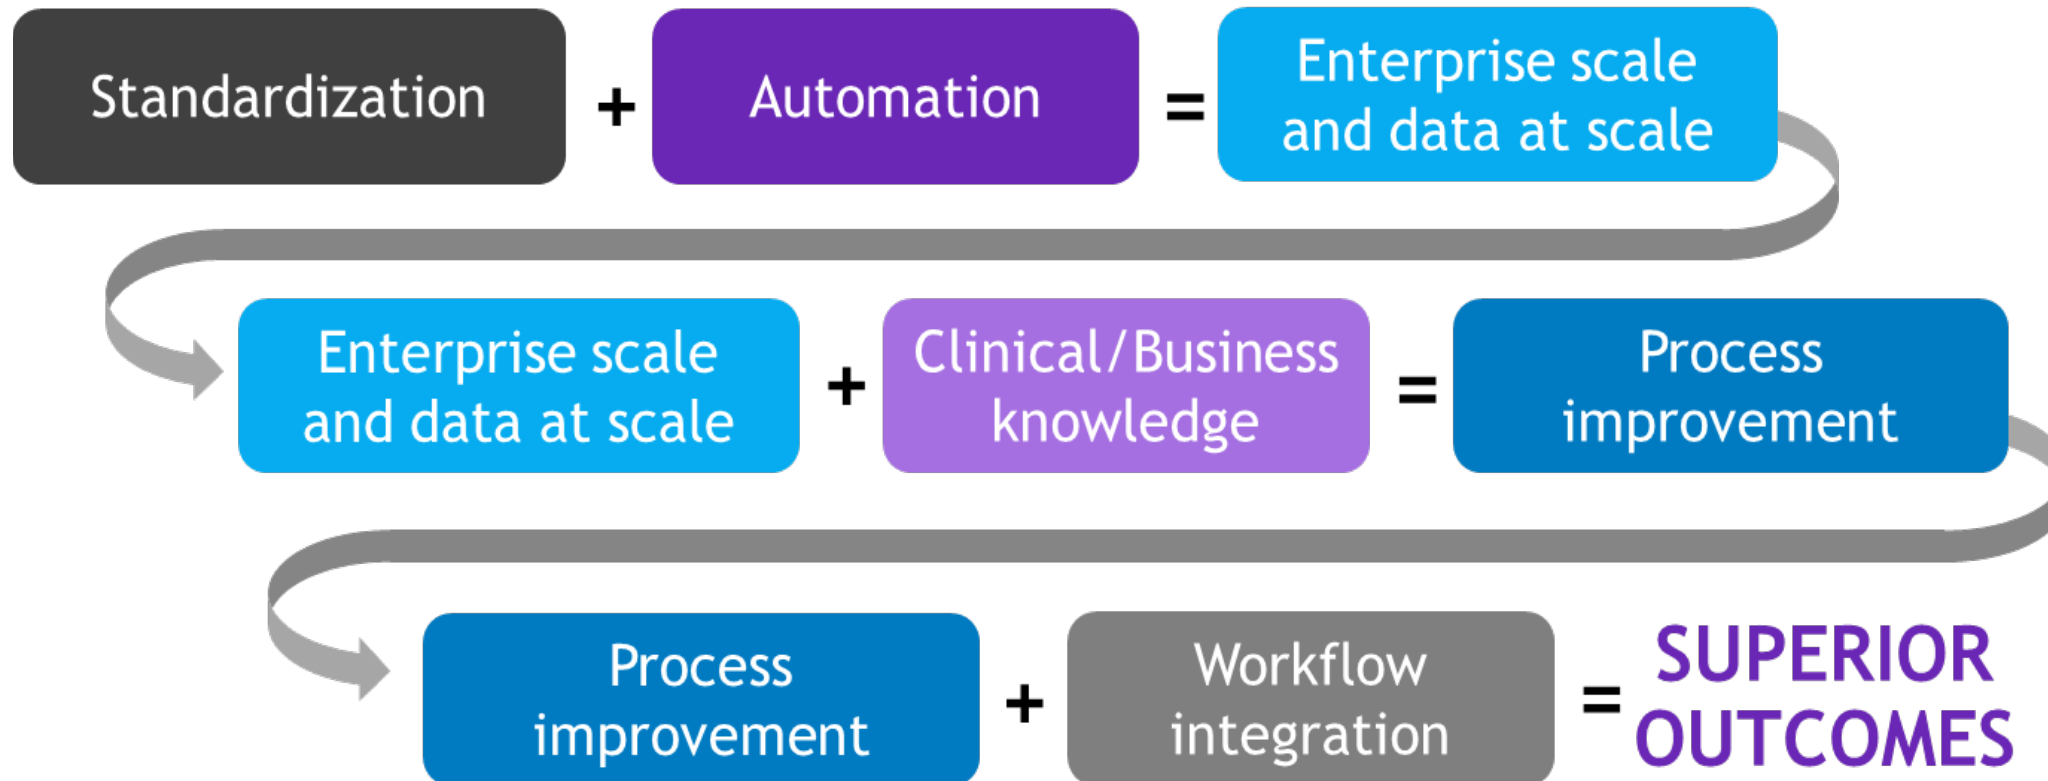 Standardization + Automation = Enterprise scale
and data at scale
Enterprise scale
and data at scale
+
Clinical/Business
knowledge
=
Process
improvement
Process
improvement
+
Workflow
integration
=
SUPERIOR
OUTCOMES